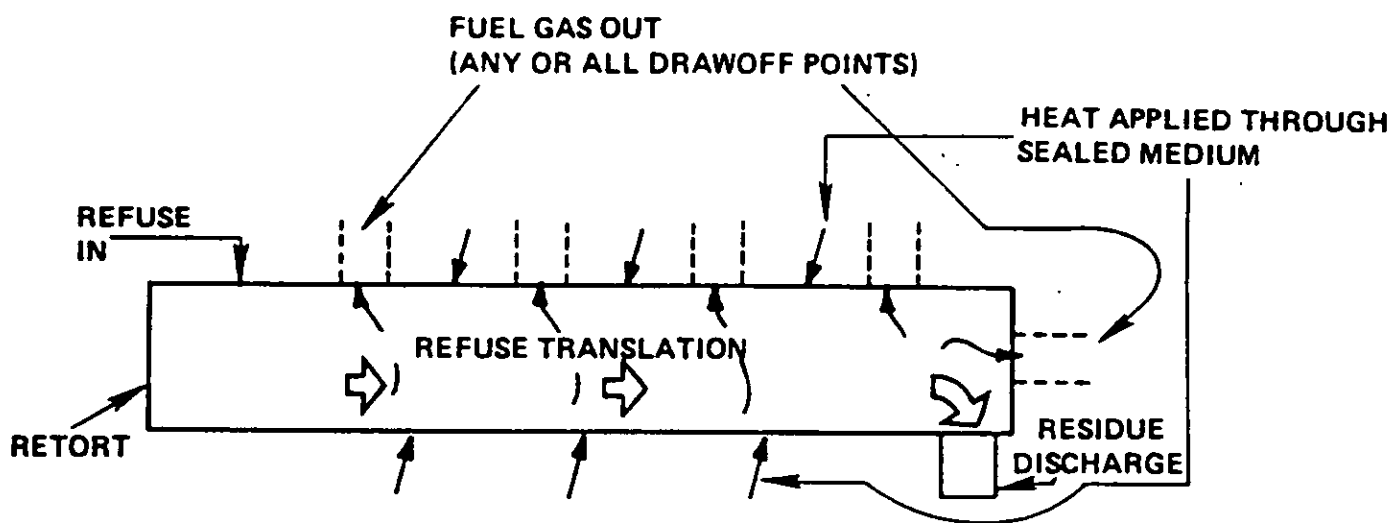 FUEL GAS OUT
(ANY OR ALL DRAWOFF POINTS)
HEAT APPLIED THROUGH
SEALED MEDIUM
REFUSE
IN
REFUSE TRANSLATION
RETORT
RESIDUE
DISCHARGE